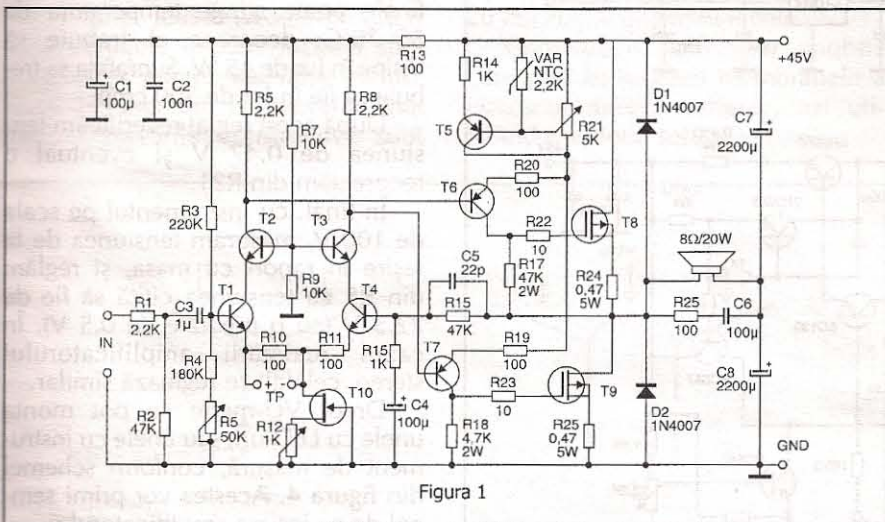 R13
100
R14
1K
VAR
NTC
2,2K
+45V
C1
100µ
C2
100n
R5
2,2K
R8
2,2K
R7
10K
T5
R21
5K
D1
1N4007
C7
2200µ
R20
100
T6
R3
220K
T2
T3
R22
10
T8
8Ω/20W
C5
22p
R17
47K
2W
R24
0,47
5W
R9
10K
R1
2,2K
C3
1µ
T1
T4
R15
47K
R25
100
C6
100µ
IN
R10
100
R11
100
R15
1K
R19
100
T7
R4
180K
TP
T10
R23
10
T9
C8
2200µ
R2
47K
R5
50K
R12
1K
C4
100µ
R18
4,7K
2W
R25
0,47
5W
D2
1N4007
GND
Figura 1